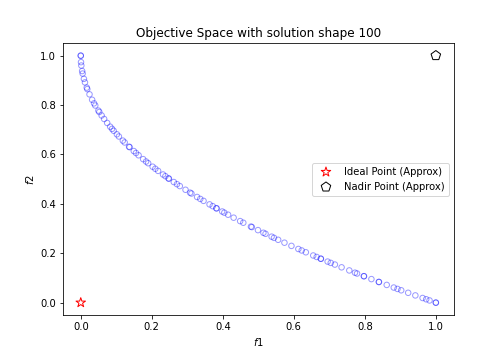 Objective Space with solution shape 100
f2
1.0
0.8
0.6
0.4
0.2
0.0
Ideal Point (Approx)
Nadir Point (Approx)
0.0 0.2 0.4 0.6 0.8 1.0
f1